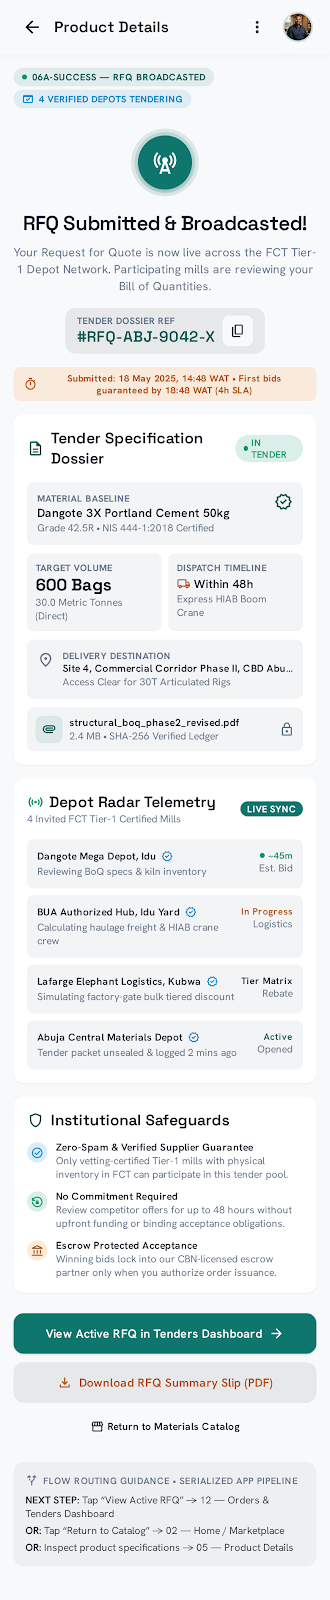 Product Details
06A-SUCCESS — RFQ BROADCASTED
4 VERIFIED DEPOTS TENDERING
RFQ Submitted & Broadcasted!
Your Request for Quote is now live across the FCT Tier-
1 Depot Network. Participating mills are reviewing your
Bill of Quantities.
TENDER DOSSIER REF
#RFQ-ABJ-9042-X
Submitted: 18 May 2025, 14:48 WAT • First bids
guaranteed by 18:48 WAT (4h SLA)
Tender Specification
Dossier
IN
TENDER
MATERIAL BASELINE
Dangote 3X Portland Cement 50kg
Grade 42.5R • NIS 444-1:2018 Certified
TARGET VOLUME
600 Bags
30.0 Metric Tonnes
(Direct)
DISPATCH TIMELINE
Within 48h
Express HIAB Boom
Crane
DELIVERY DESTINATION
Site 4, Commercial Corridor Phase II, CBD Abu...
Access Clear for 30T Articulated Rigs
structural_boq_phase2_revised.pdf
2.4 MB • SHA-256 Verified Ledger
Depot Radar Telemetry
4 Invited FCT Tier-1 Certified Mills
LIVE SYNC
Dangote Mega Depot, Idu
Reviewing BoQ specs & kiln inventory
~45m
Est. Bid
BUA Authorized Hub, Idu Yard
Calculating haulage freight & HIAB crane
crew
In Progress
Logistics
Lafarge Elephant Logistics, Kubwa
Simulating factory-gate bulk tiered discount
Tier Matrix
Rebate
Abuja Central Materials Depot
Tender packet unsealed & logged 2 mins ago
Active
Opened
Institutional Safeguards
Zero-Spam & Verified Supplier Guarantee
Only vetting-certified Tier-1 mills with physical
inventory in FCT can participate in this tender pool.
No Commitment Required
Review competitor offers for up to 48 hours without
upfront funding or binding acceptance obligations.
Escrow Protected Acceptance
Winning bids lock into our CBN-licensed escrow
partner only when you authorize order issuance.
View Active RFQ in Tenders Dashboard →
Download RFQ Summary Slip (PDF)
Return to Materials Catalog
FLOW ROUTING GUIDANCE • SERIALIZED APP PIPELINE
NEXT STEP: Tap “View Active RFQ” → 12 — Orders &
Tenders Dashboard
OR: Tap “Return to Catalog” → 02 — Home / Marketplace
OR: Inspect product specifications → 05 — Product Details